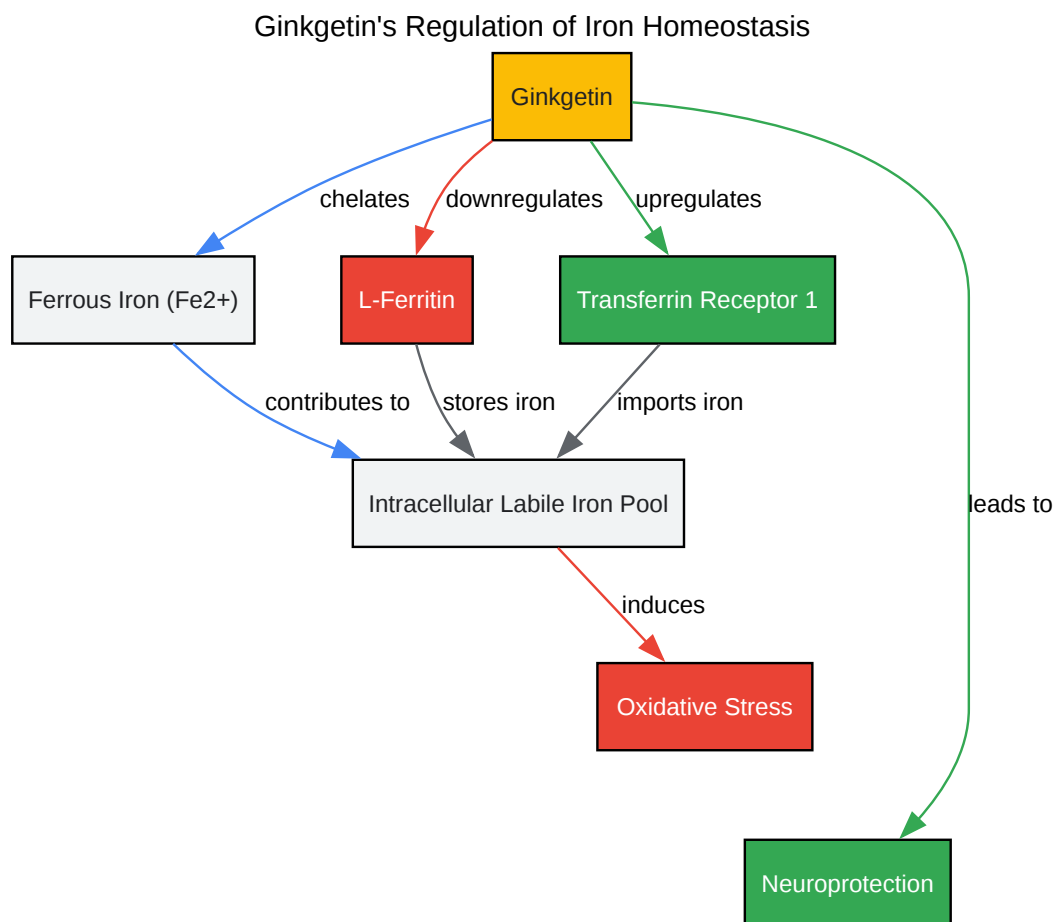 Ginkgetin's Regulation of Iron Homeostasis
Ginkgetin
chelates
downregulates
upregulates
Ferrous Iron (Fe2+)
L-Ferritin
Transferrin Receptor 1
contributes to
stores iron
imports iron
Intracellular Labile Iron Pool
leads to
induces
Oxidative Stress
Neuroprotection